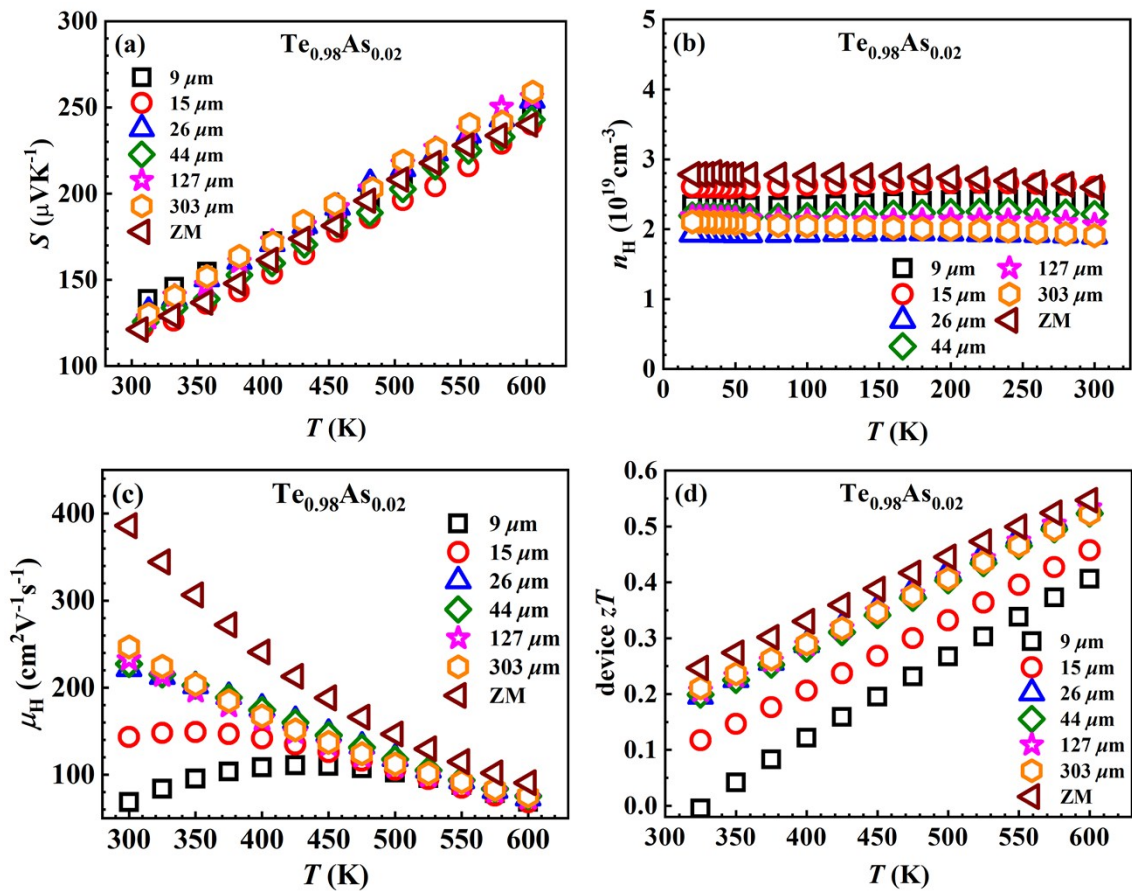 (a) Te0.98As0.02
300
250
200
150
100
S (μVK⁻¹)
9 μm
15 μm
26 μm
44 μm
127 μm
303 μm
ZM
300 350 400 450 500 550 600
T (K)
(b) Te0.98As0.02
5
4
3
2
1
0
nH (10¹⁹cm⁻³)
9 μm 127 μm
15 μm 303 μm
26 μm ZM
44 μm
0 50 100 150 200 250 300
T (K)
(c) Te0.98As0.02
400
300
200
100
μH (cm²V⁻¹s⁻¹)
9 μm
15 μm
26 μm
44 μm
127 μm
303 μm
ZM
300 350 400 450 500 550 600
T (K)
(d) Te0.98As0.02
0.6
0.5
0.4
0.3
0.2
0.1
0.0
device zT
9 μm
15 μm
26 μm
44 μm
127 μm
303 μm
ZM
300 350 400 450 500 550 600
T (K)